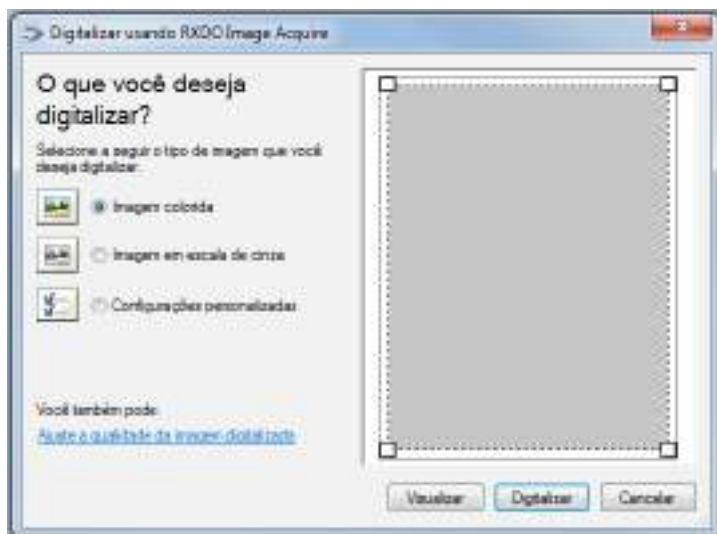 Digitalizar usando RXDO Image Acquire
O que você deseja
digitalizar?
Selecione a seguir o tipo de imagem que você
deseja digitalizar.
Imagem colorida
Imagem em escala de cinza
Configurações personalizadas
Você também pode:
Ajuste a qualidade da imagem digitalizada
Visualizar
Digitalizar
Cancelar